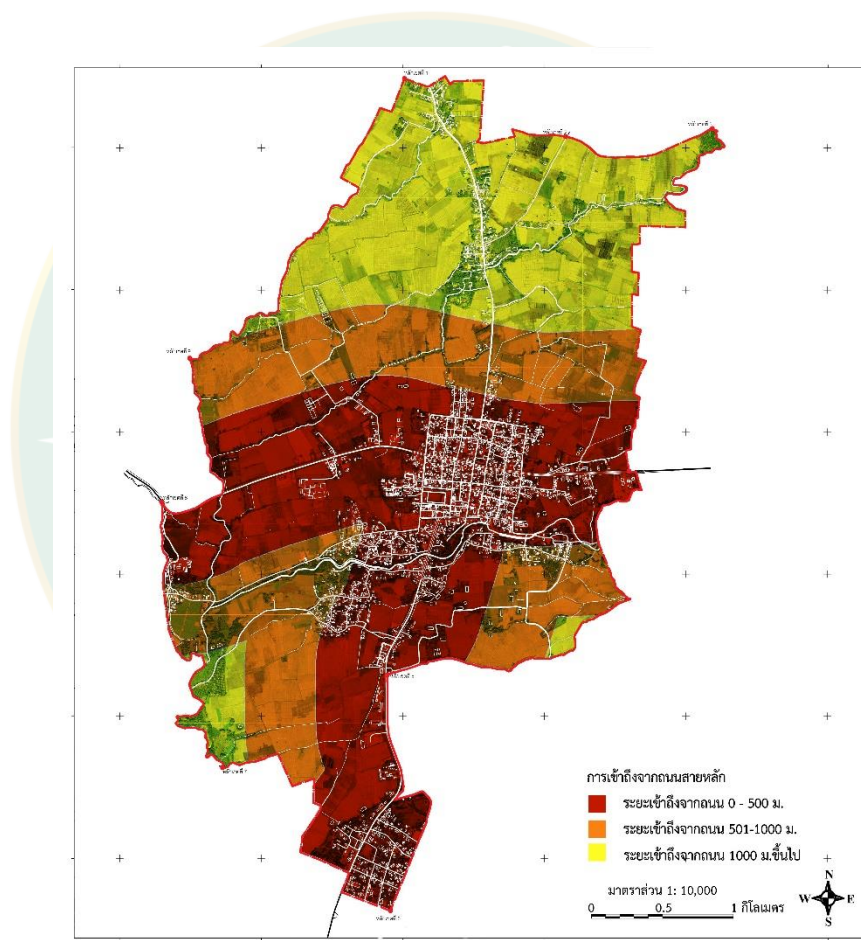 การเข้าถึงจากถนนสายหลัก
ระยะเข้าถึงจากถนน 0 - 500 ม.
ระยะเข้าถึงจากถนน 501-1000 ม.
ระยะเข้าถึงจากถนน 1000 ม.ขึ้นไป
มาตราส่วน 1: 10,000
0 0.5 1 กิโลเมตร
N
W E
S